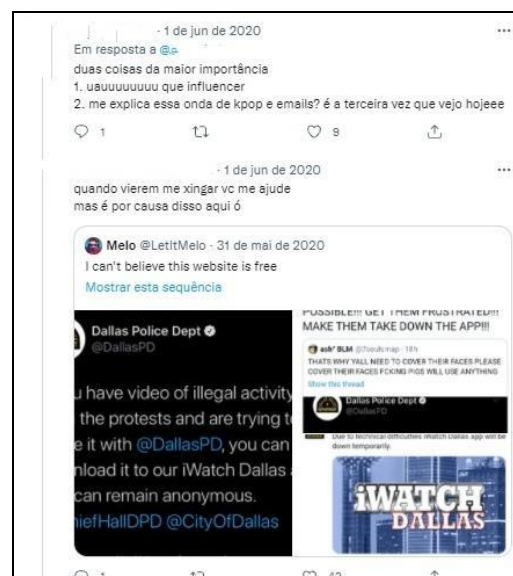 · 1 de jun de 2020
Em resposta a
duas coisas da maior importância
1. uauuuuuuuu que influencer
2. me explica essa onda de kpop e emails? é a terceira vez que vejo hojeee
1
9
· 1 de jun de 2020
quando vierem me xingar vc me ajude
mas é por causa disso aqui ó
Melo @LetItMelo · 31 de mai de 2020
I can't believe this website is free
Mostrar esta sequência
Dallas Police Dept
@DallasPD
u have video of illegal activity
the protests and are trying t
e it with @DallasPD, you can
nload it to our iWatch Dallas
can remain anonymous.
iefHallDPD @CityOfDallas
POSSIBLE!!! GET THEM FRUSTRATED!!!
MAKE THEM TAKE DOWN THE APP!!!
ash* BLM @7soulsmap · 18h
THATS WHY YALL NEED TO COVER THEIR FACES PLEASE
COVER THEIR FACES FCKING PIGS WILL USE ANYTHING
Show this thread
Dallas Police Dept
@DallasPD
Due to technical difficulties iWatch Dallas app will be
down temporarily.
iWATCH
DALLAS